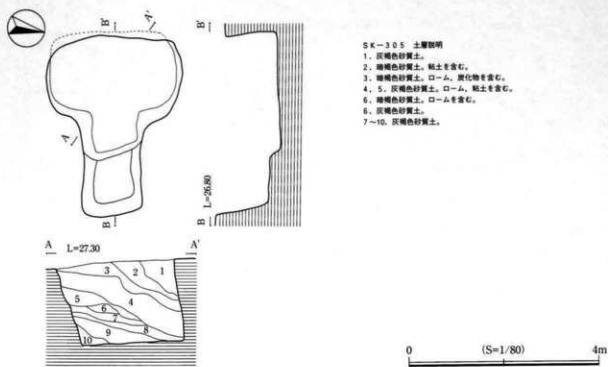 SK-305 土層説明
1. 灰褐色砂質土。
2. 暗褐色砂質土。粘土を含む。
3. 暗褐色砂質土。ローム、炭化物を含む。
4、5. 灰褐色砂質土。ローム、粘土を含む。
6. 暗褐色砂質土。ロームを含む。
6. 灰褐色砂質土。
7~10. 灰褐色砂質土。
B'
A'
A
B
B'
B
L=26.80
A
L=27.30
A'
1
2
3
4
5
6
7
8
9
10
0 (S=1/80) 4m